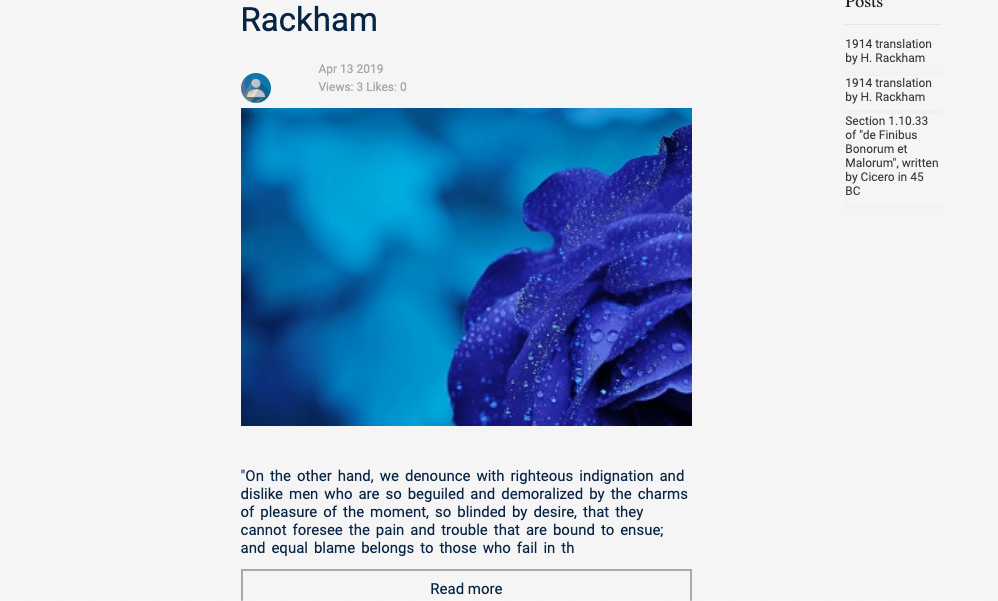 Rackham
Apr 13 2019
Views: 3 Likes: 0
"On the other hand, we denounce with righteous indignation and
dislike men who are so beguiled and demoralized by the charms
of pleasure of the moment, so blinded by desire, that they
cannot foresee the pain and trouble that are bound to ensue;
and equal blame belongs to those who fail in th
Read more
Posts
1914 translation
by H. Rackham
1914 translation
by H. Rackham
Section 1.10.33
of "de Finibus
Bonorum et
Malorum", written
by Cicero in 45
BC